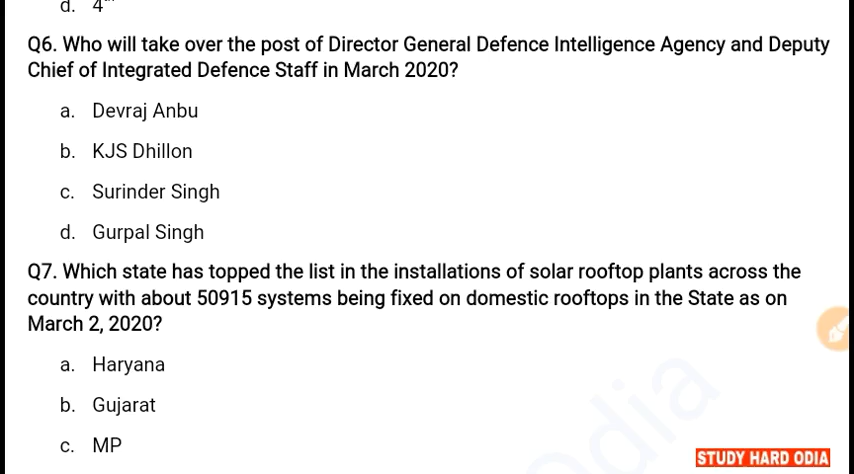 d. 4th
Q6. Who will take over the post of Director General Defence Intelligence Agency and Deputy
Chief of Integrated Defence Staff in March 2020?
a. Devraj Anbu
b. KJS Dhillon
c. Surinder Singh
d. Gurpal Singh
Q7. Which state has topped the list in the installations of solar rooftop plants across the
country with about 50915 systems being fixed on domestic rooftops in the State as on
March 2, 2020?
a. Haryana
b. Gujarat
c. MP
dia
STUDY HARD ODIA